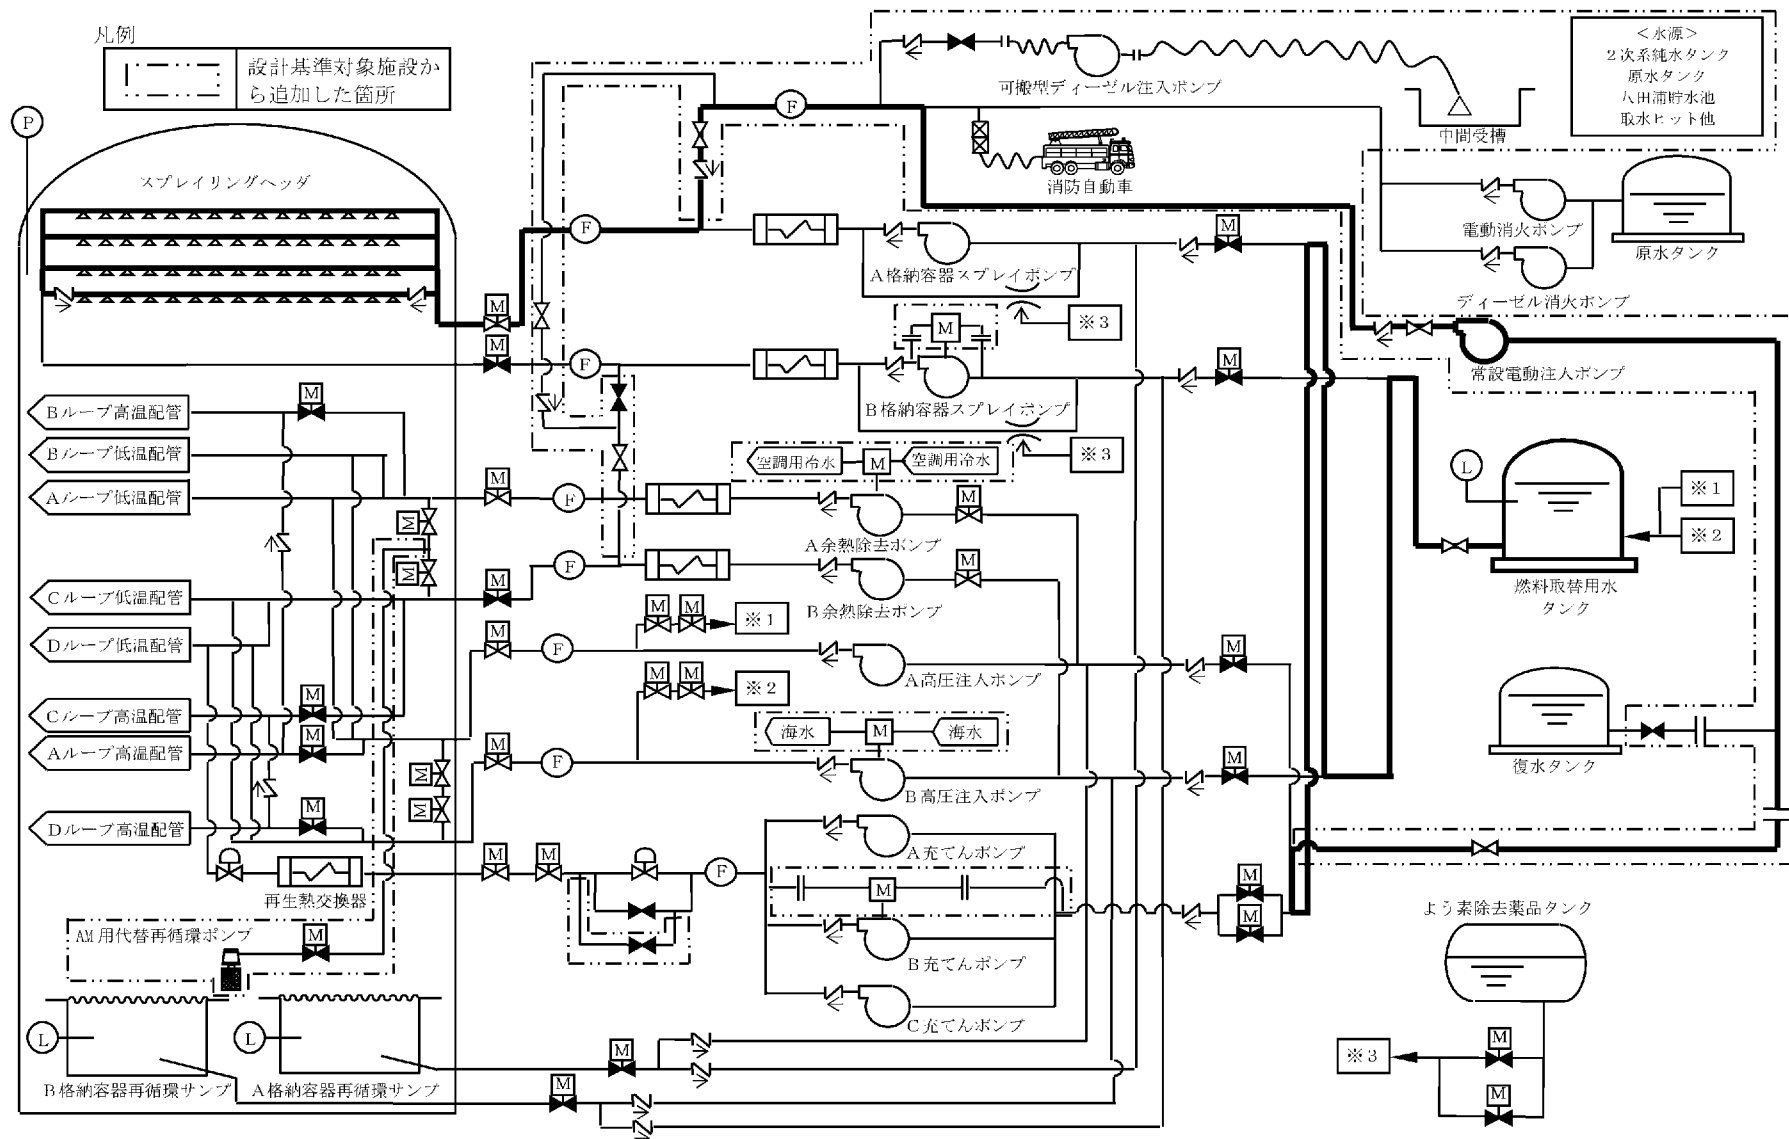 凡例
設計基準対象施設か
ら追加した箇所
P
スプレイリングヘッダ
F
可搬型ディーゼル注入ポンプ
<水源>
2次系純水タンク
原水タンク
八田浦貯水池
取水ピット他
中間受槽
消防自動車
電動消火ポンプ
原水タンク
ディーゼル消火ポンプ
F
M
A格納容器スプレイポンプ
※3
M
M
M
F
M
B格納容器スプレイポンプ
※3
常設電動注入ポンプ
Bループ高温配管
M
Bループ低温配管
空調用冷水
M
空調用冷水
L
※1
※2
燃料取替用水
タンク
Aループ低温配管
M
F
M
A余熱除去ポンプ
M
M
Cループ低温配管
M
F
M
B余熱除去ポンプ
M
M
※1
Dループ低温配管
M
F
M
A高圧注入ポンプ
M
M
※2
Cループ高温配管
M
海水
M
海水
Aループ高温配管
M
M
F
M
B高圧注入ポンプ
復水タンク
M
M
Dループ高温配管
M
A充てんポンプ
再生熱交換器
M
M
F
M
M
M
B充てんポンプ
C充てんポンプ
よう素除去薬品タンク
AM用代替再循環ポンプ
M
L
L
B格納容器再循環サンプ
A格納容器再循環サンプ
M
M
※3
M
M